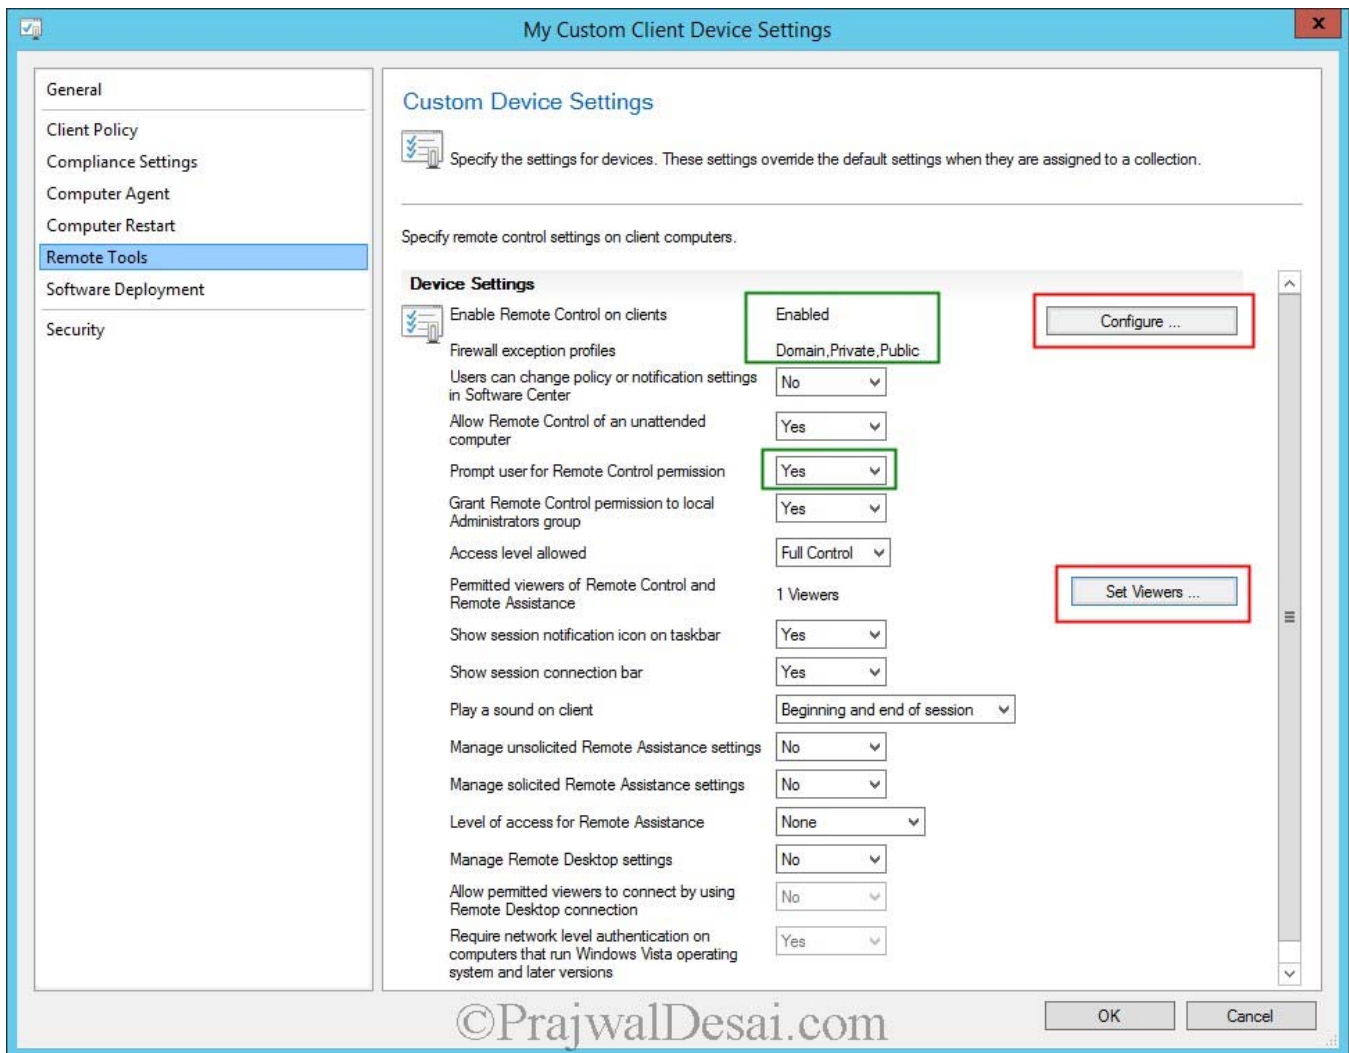 My Custom Client Device Settings
x
General
Client Policy
Compliance Settings
Computer Agent
Computer Restart
Remote Tools
Software Deployment
Security
Custom Device Settings
Specify the settings for devices. These settings override the default settings when they are assigned to a collection.
Specify remote control settings on client computers.
Device Settings
Enable Remote Control on clients Enabled Configure ...
Firewall exception profiles Domain,Private,Public
Users can change policy or notification settings
in Software Center No
Allow Remote Control of an unattended
computer Yes
Prompt user for Remote Control permission Yes
Grant Remote Control permission to local
Administrators group Yes
Access level allowed Full Control
Permitted viewers of Remote Control and
Remote Assistance 1 Viewers Set Viewers ...
Show session notification icon on taskbar Yes
Show session connection bar Yes
Play a sound on client Beginning and end of session
Manage unsolicited Remote Assistance settings No
Manage solicited Remote Assistance settings No
Level of access for Remote Assistance None
Manage Remote Desktop settings No
Allow permitted viewers to connect by using
Remote Desktop connection No
Require network level authentication on
computers that run Windows Vista operating
system and later versions Yes
©PrajwalDesai.com
OK Cancel